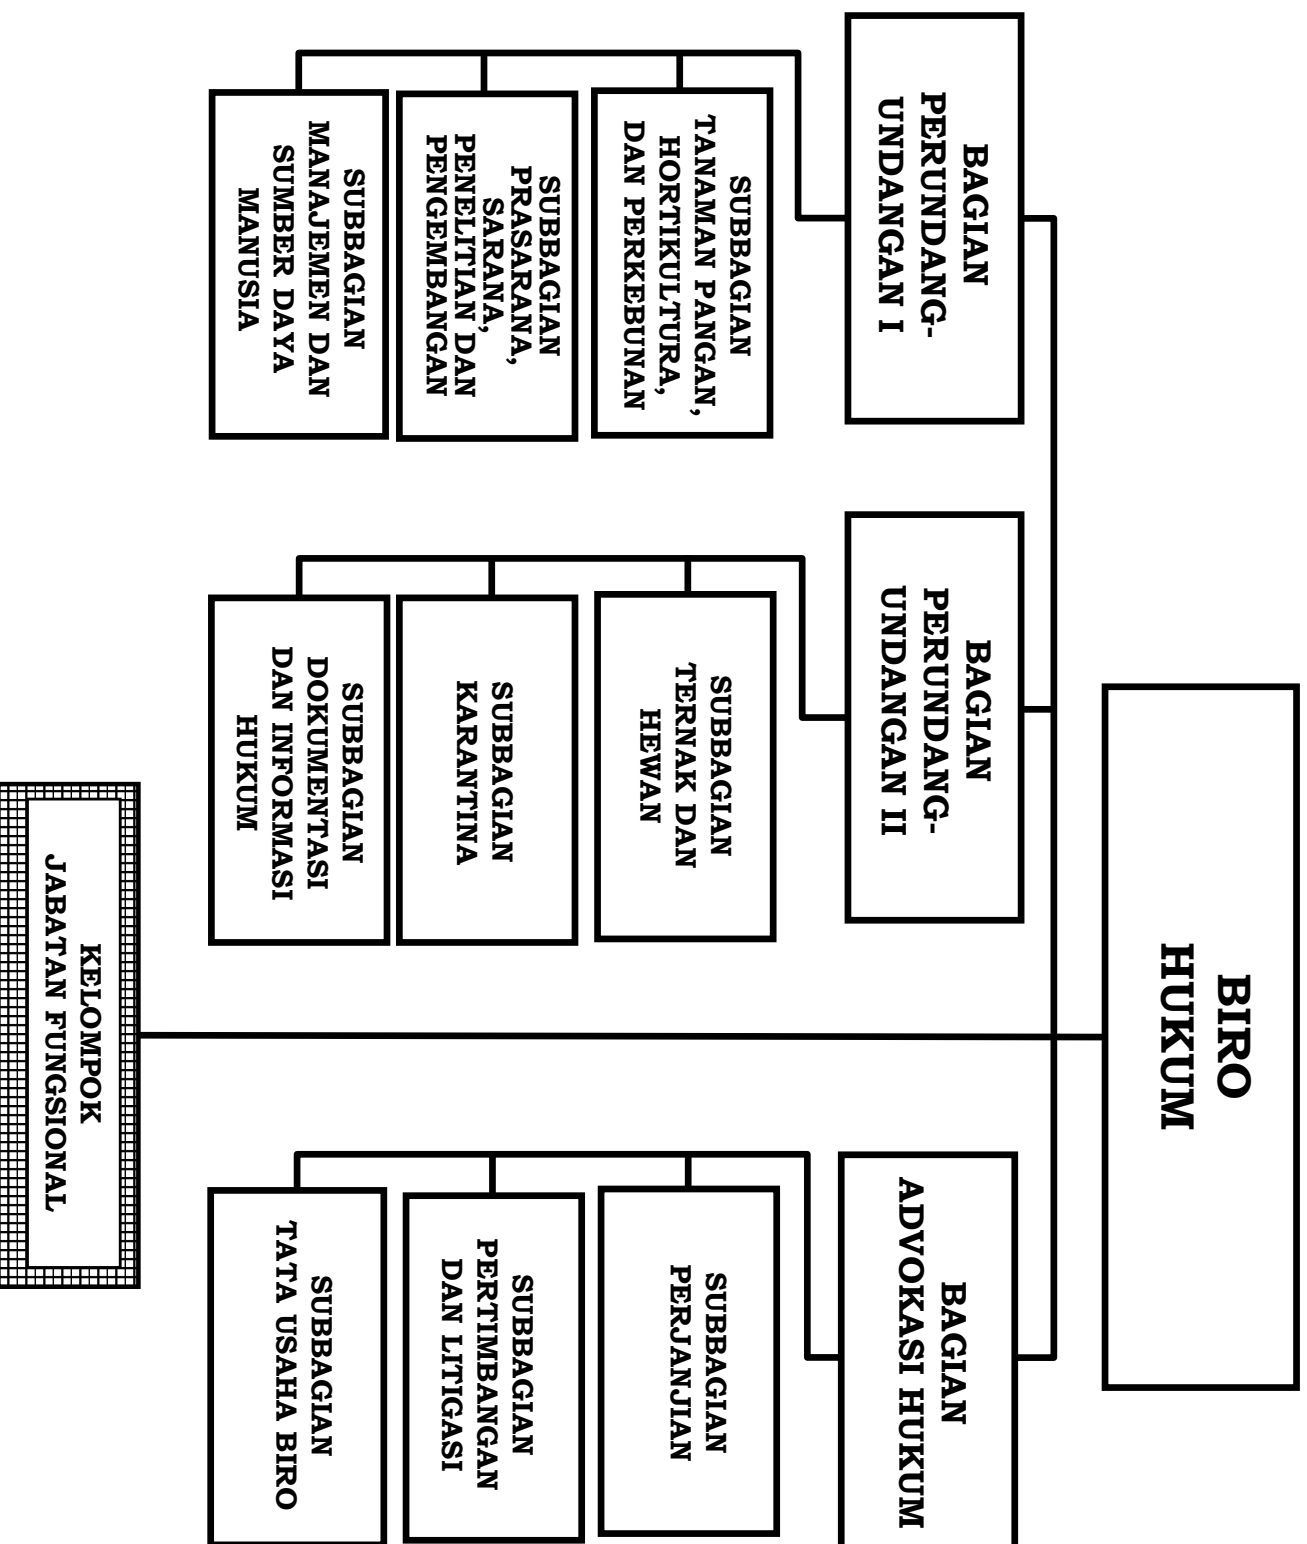 BIRO
HUKUM
BAGIAN
PERUNDANG-
UNDANGAN I
SUBBAGIAN
TANAMAN PANGAN,
HORTIKULTURA,
DAN PERKEBUNAN
SUBBAGIAN
PRASARANA,
SARANA,
PENELITIAN DAN
PENGEMBANGAN
SUBBAGIAN
MANAJEMEN DAN
SUMBER DAYA
MANUSIA
BAGIAN
PERUNDANG-
UNDANGAN II
SUBBAGIAN
TERNAK DAN
HEWAN
SUBBAGIAN
KARANTINA
SUBBAGIAN
DOKUMENTASI
DAN INFORMASI
HUKUM
BAGIAN
ADVOKASI HUKUM
SUBBAGIAN
PERJANJIAN
SUBBAGIAN
PERTIMBANGAN
DAN LITIGASI
SUBBAGIAN
TATA USAHA BIRO
KELOMPOK
JABATAN FUNGSIONAL